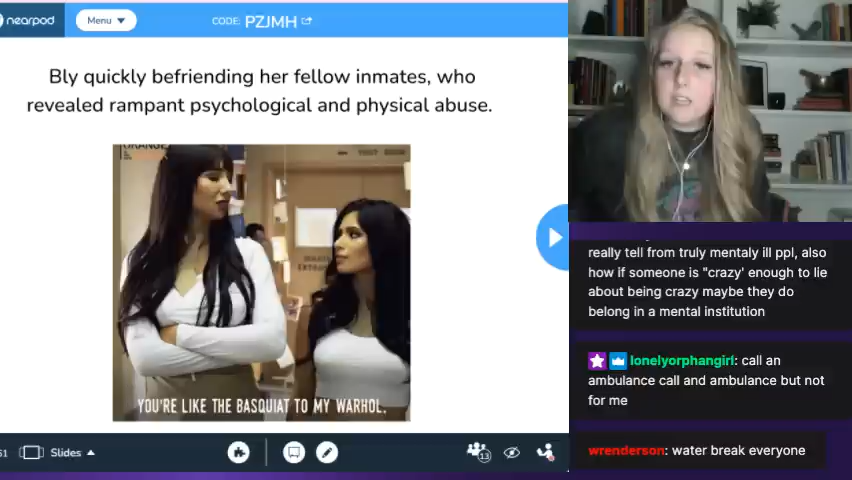 nearpod
Menu
CODE: PZJMH
Bly quickly befriending her fellow inmates, who
revealed rampant psychological and physical abuse.
ORANGE
YOU'RE LIKE THE BASQUIAT TO MY WARHOL.
Slides
13
really tell from truly mentaly ill ppl, also
how if someone is "crazy' enough to lie
about being crazy maybe they do
belong in a mental institution
lonelyorphangirl: call an
ambulance call and ambulance but not
for me
wrenderson: water break everyone